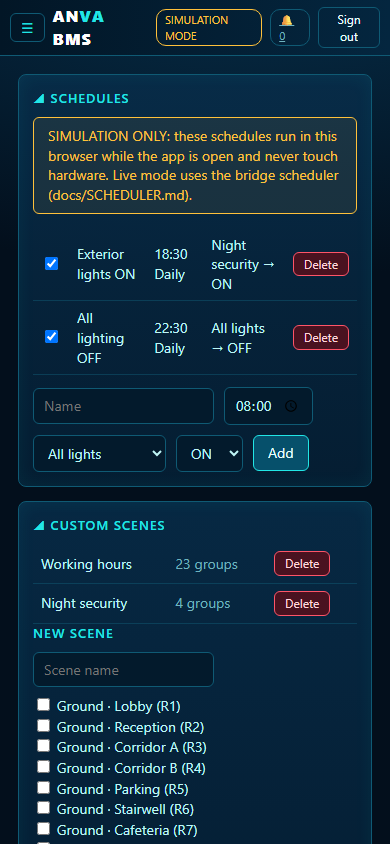 ☰
ANVA BMS
SIMULATION MODE
🔔 0
Sign out
SCHEDULES
SIMULATION ONLY: these schedules run in this
browser while the app is open and never touch
hardware. Live mode uses the bridge scheduler
(docs/SCHEDULER.md).
Exterior lights ON
18:30 Daily
Night security → ON
Delete
All lighting OFF
22:30 Daily
All lights → OFF
Delete
Name
08:00
All lights
ON
Add
CUSTOM SCENES
Working hours
23 groups
Delete
Night security
4 groups
Delete
NEW SCENE
Scene name
Ground · Lobby (R1)
Ground · Reception (R2)
Ground · Corridor A (R3)
Ground · Corridor B (R4)
Ground · Parking (R5)
Ground · Stairwell (R6)
Ground · Cafeteria (R7)